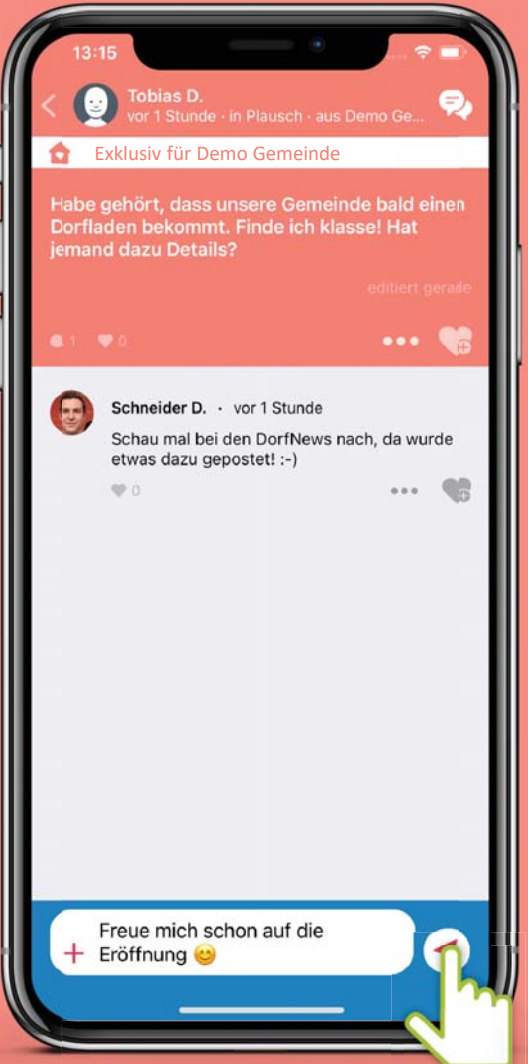 13:15
Tobias D.
vor 1 Stunde · in Plausch · aus Demo Ge...
Exklusiv für Demo Gemeinde
Habe gehört, dass unsere Gemeinde bald einen
Dorfladen bekommt. Finde ich klasse! Hat
jemand dazu Details?
editiert gerade
1 0
Schneider D. · vor 1 Stunde
Schau mal bei den DorfNews nach, da wurde
etwas dazu gepostet! :-)
0
Freue mich schon auf die
Eröffnung 😊